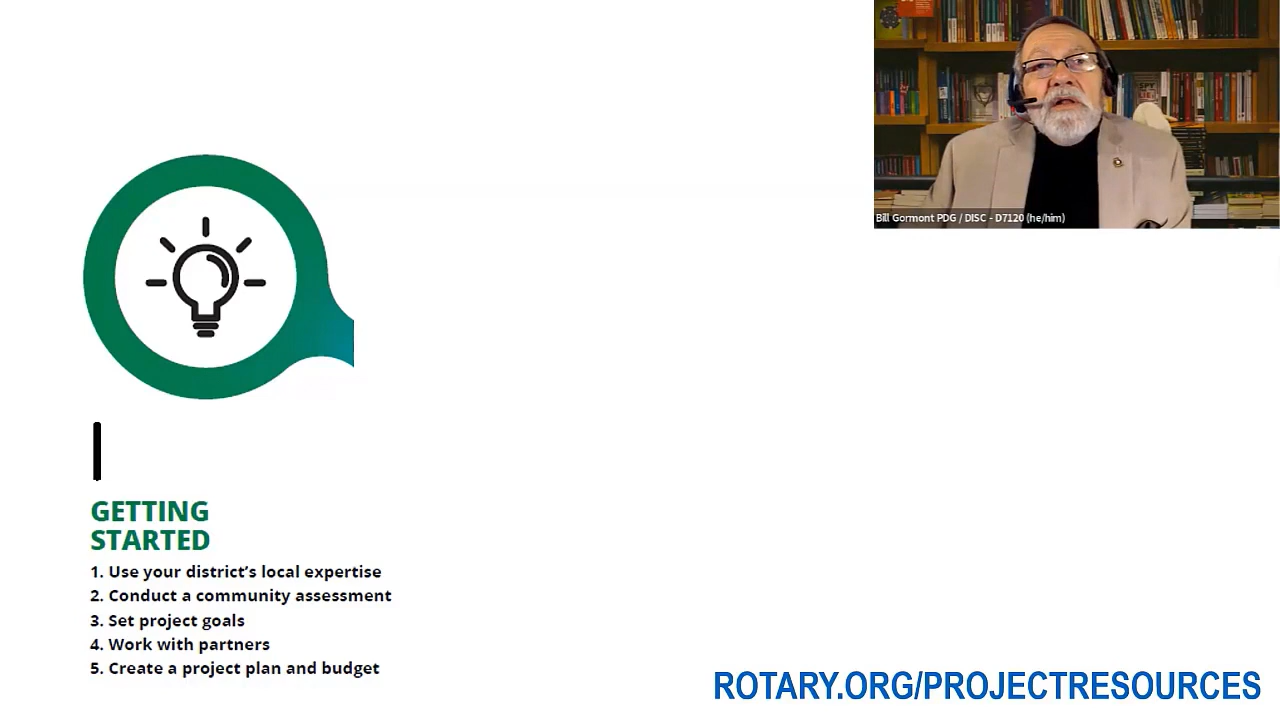 Bill Gormont PDG / DISC - D7120 (he/him)
I
GETTING
STARTED
1. Use your district’s local expertise
2. Conduct a community assessment
3. Set project goals
4. Work with partners
5. Create a project plan and budget
ROTARY.ORG/PROJECTRESOURCES